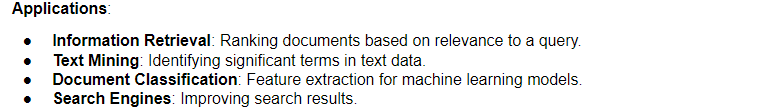 Applications:
● Information Retrieval: Ranking documents based on relevance to a query.
● Text Mining: Identifying significant terms in text data.
● Document Classification: Feature extraction for machine learning models.
● Search Engines: Improving search results.